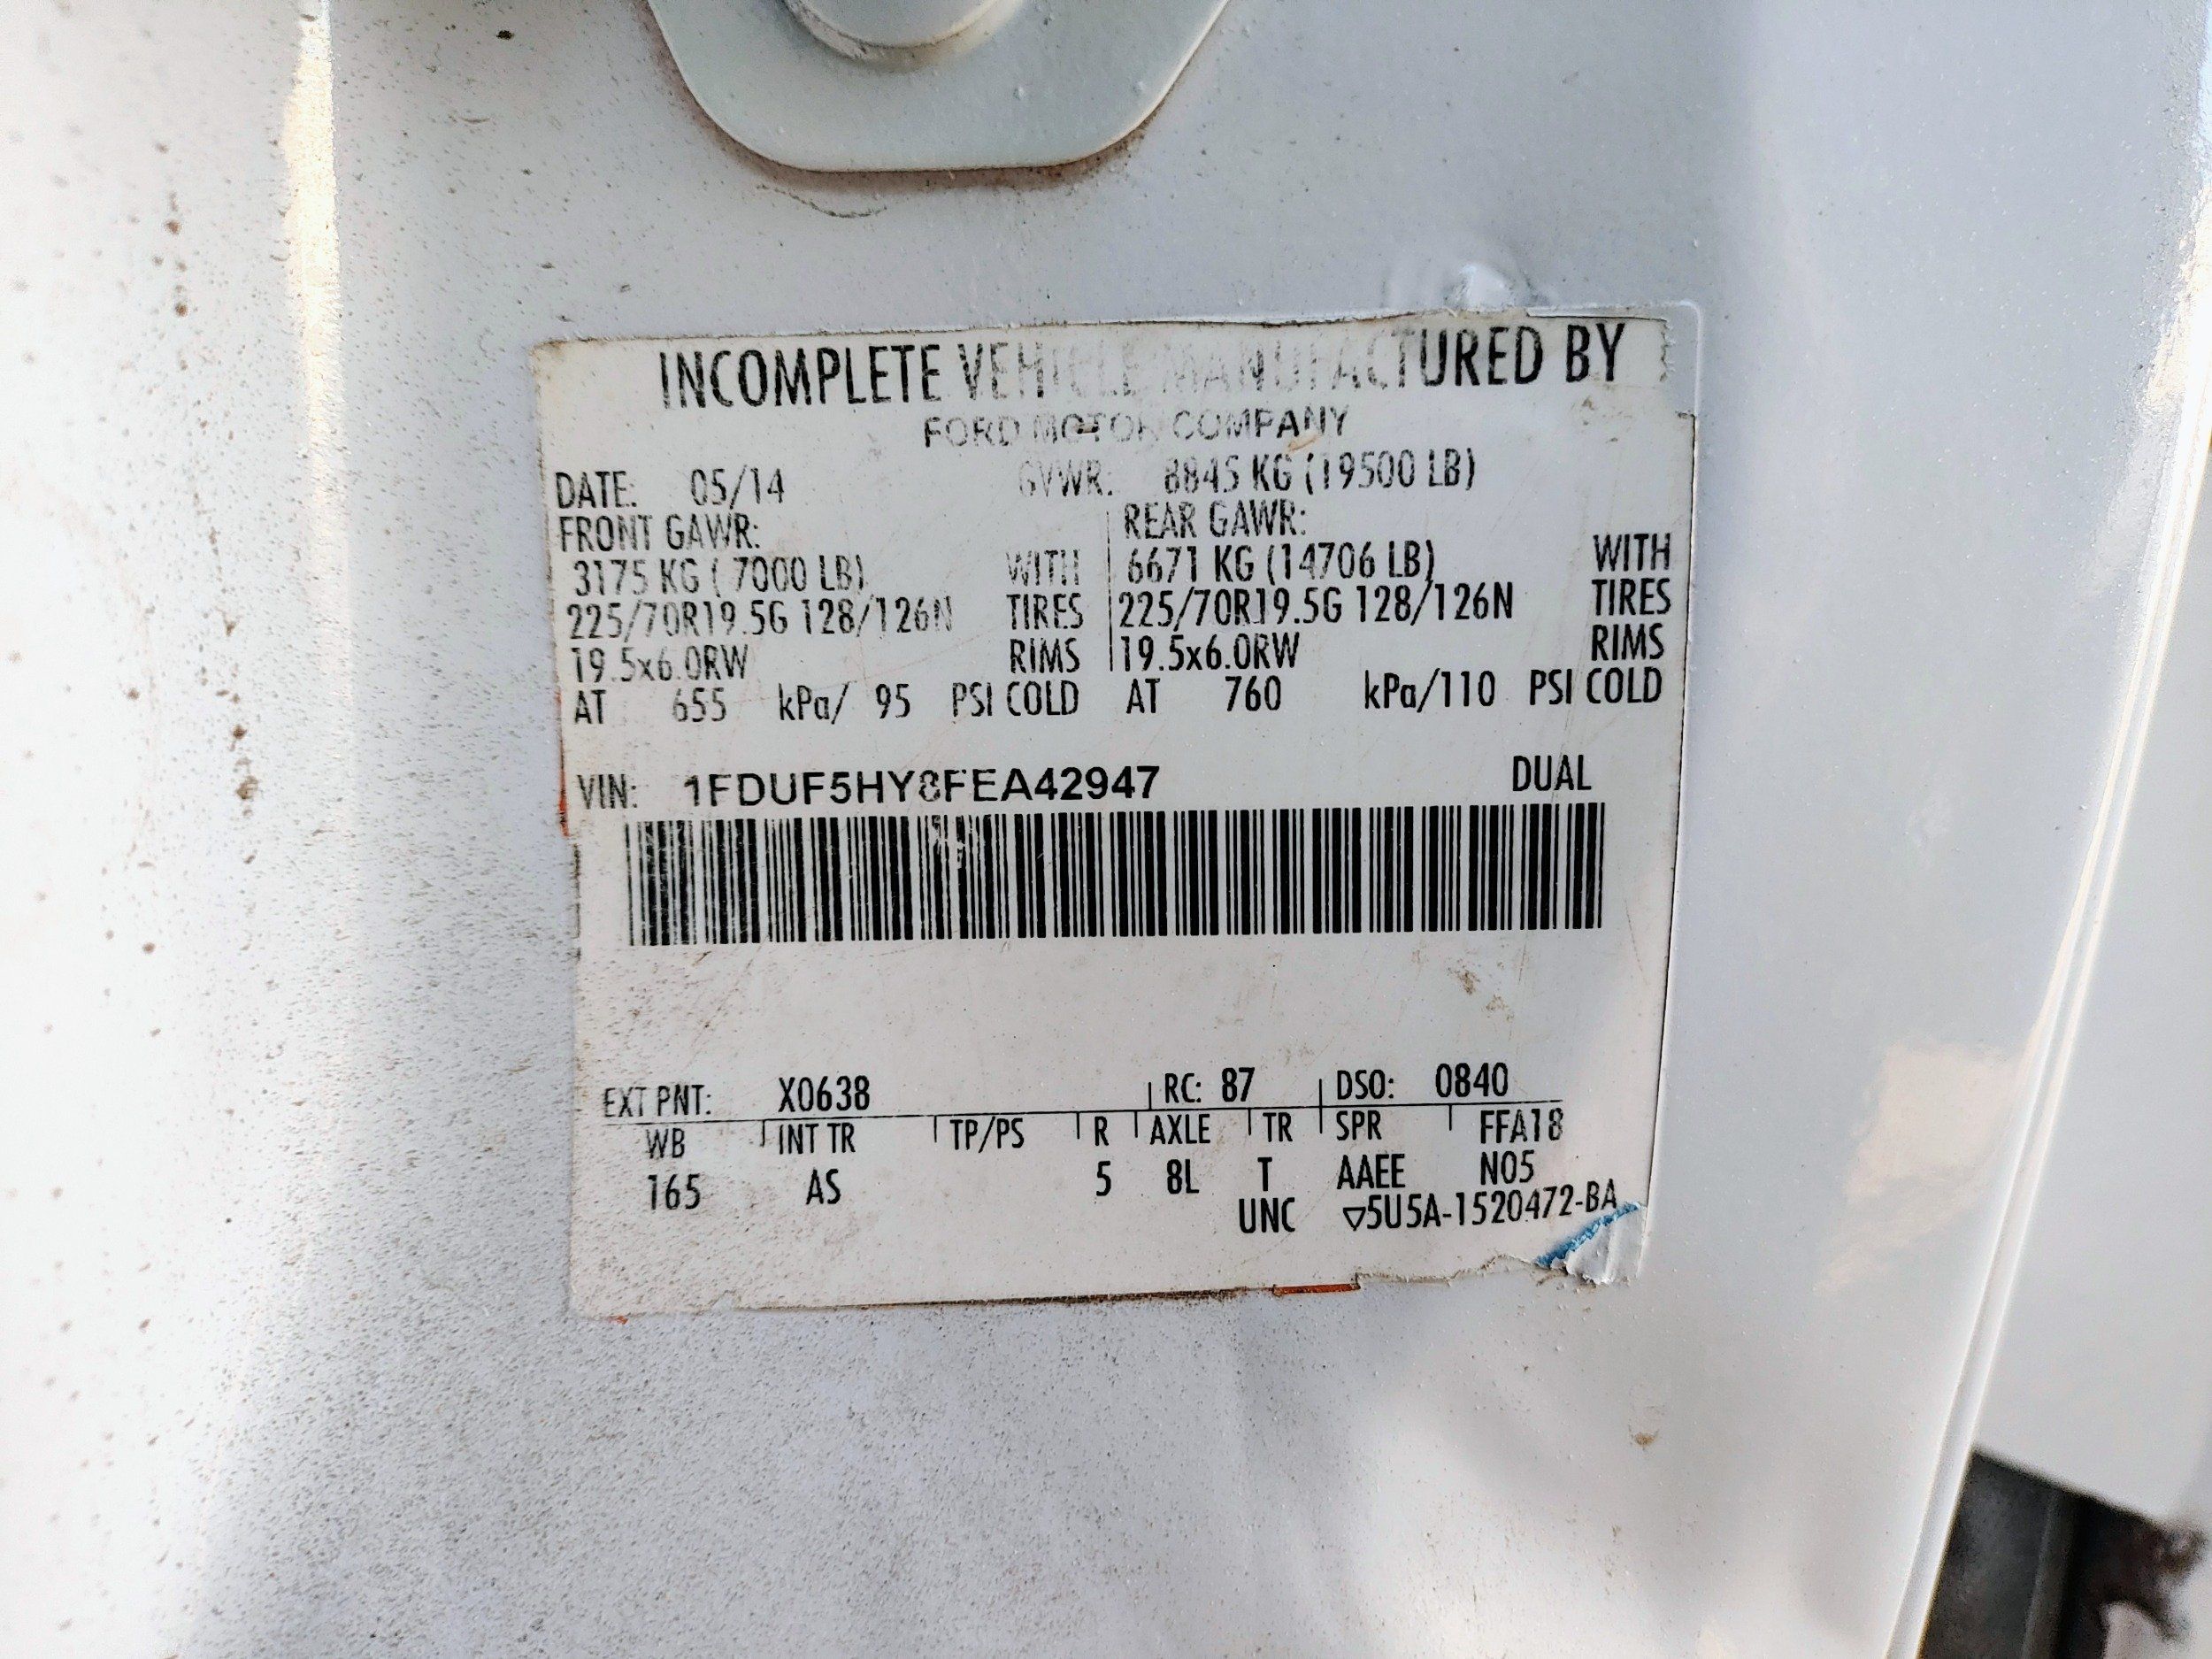 INCOMPLETE VEHICLE MANUFACTURED BY
FORD MOTOR COMPANY
DATE: 05/14 GVWR: 8845 KG (19500 LB)
FRONT GAWR: REAR GAWR:
3175 KG ( 7000 LB) WITH 6671 KG (14706 LB) WITH
225/70R19.5G 128/126N TIRES 225/70R19.5G 128/126N TIRES
19.5x6.0RW RIMS 19.5x6.0RW RIMS
AT 655 kPa/ 95 PSI COLD AT 760 kPa/110 PSI COLD
VIN: 1FDUF5HY8FEA42947 DUAL
EXT PNT: X0638 RC: 87 DSO: 0840
WB INT TR TP/PS R AXLE TR SPR FFA18
165 AS 5 8L T AAEE N05
UNC ▽5U5A-1520472-BA